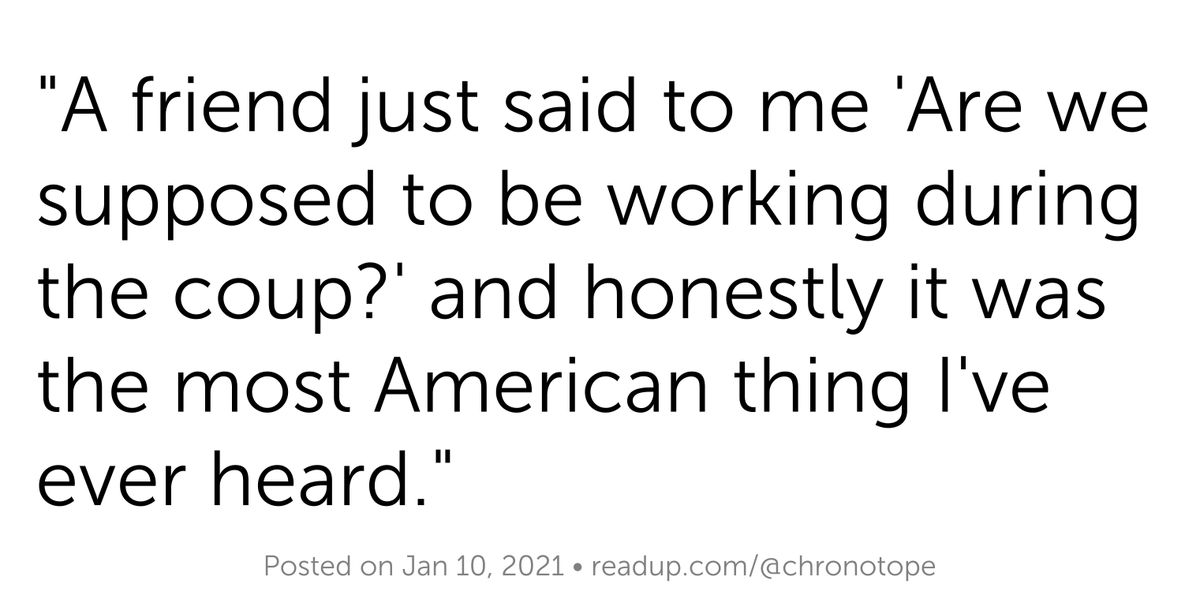 "A friend just said to me 'Are we
supposed to be working during
the coup?' and honestly it was
the most American thing I've
ever heard."
Posted on Jan 10, 2021 • readup.com/@chronotope